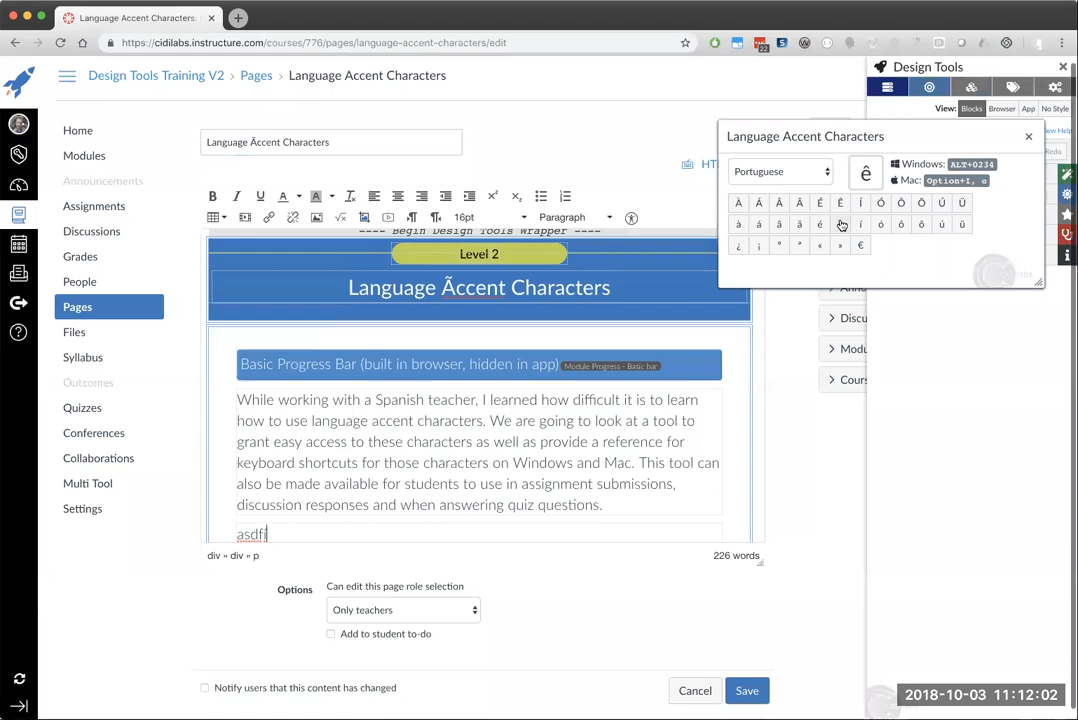 Language Accent Characters:
https://cidilabs.instructure.com/courses/776/pages/language-accent-characters/edit
22
Design Tools
Design Tools Training V2 › Pages › Language Accent Characters
View: Blocks Browser App No Style
Home
Modules
Announcements
Assignments
Discussions
Grades
People
Pages
Files
Syllabus
Outcomes
Quizzes
Conferences
Collaborations
Multi Tool
Settings
Language Ãccent Characters
HT
B I U A A
16pt Paragraph
Language Accent Characters
Portuguese
ê
Windows: ALT+0234
Mac: Option+I, e
À Á Â Ã É Ê Í Ó Ô Õ Ú Ü
à á â ã é í ó ô õ ú ü
¿ ¡ º ª « » €
View Help
Redo
---- Begin Design Tools Wrapper ----
Level 2
Language Ãccent Characters
Basic Progress Bar (built in browser, hidden in app) Module Progress - Basic bar
While working with a Spanish teacher, I learned how difficult it is to learn
how to use language accent characters. We are going to look at a tool to
grant easy access to these characters as well as provide a reference for
keyboard shortcuts for those characters on Windows and Mac. This tool can
also be made available for students to use in assignment submissions,
discussion responses and when answering quiz questions.
Discu
Modu
Cours
div » div » p
226 words
Options
Can edit this page role selection
Only teachers
Add to student to-do
Notify users that this content has changed
Cancel
Save
2018-10-03 11:12:02